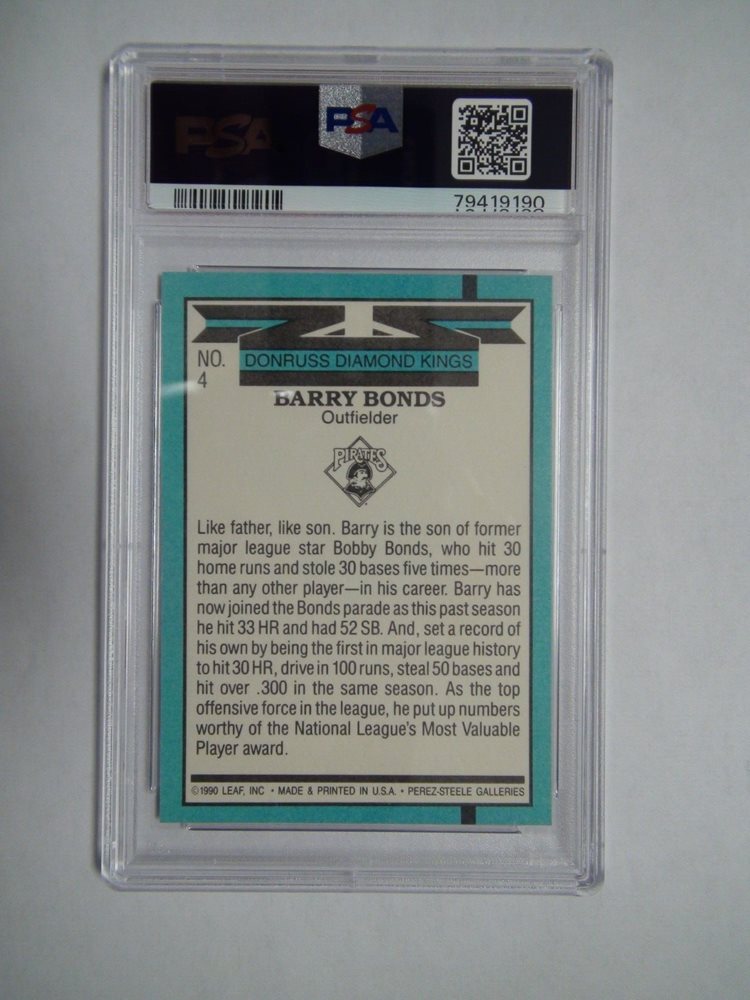 PSA PSA
79419190
DONRUSS DIAMOND KINGS
NO.
4
BARRY BONDS
Outfielder
PIRATES
Like father, like son. Barry is the son of former
major league star Bobby Bonds, who hit 30
home runs and stole 30 bases five times—more
than any other player—in his career. Barry has
now joined the Bonds parade as this past season
he hit 33 HR and had 52 SB. And, set a record of
his own by being the first in major league history
to hit 30 HR, drive in 100 runs, steal 50 bases and
hit over .300 in the same season. As the top
offensive force in the league, he put up numbers
worthy of the National League's Most Valuable
Player award.
©1990 LEAF, INC • MADE & PRINTED IN U.S.A. • PEREZ-STEELE GALLERIES